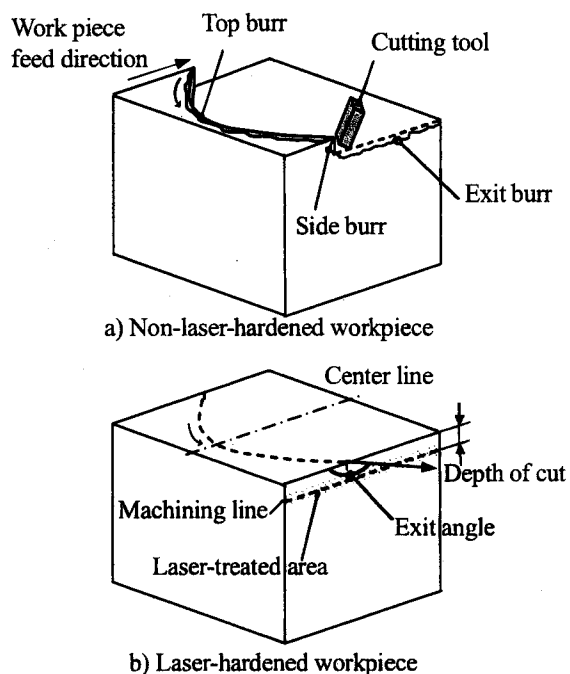 Work piece
feed direction
Top burr
Cutting tool
Exit burr
Side burr
a) Non-laser-hardened workpiece
Center line
Depth of cut
Machining line
Exit angle
Laser-treated area
b) Laser-hardened workpiece